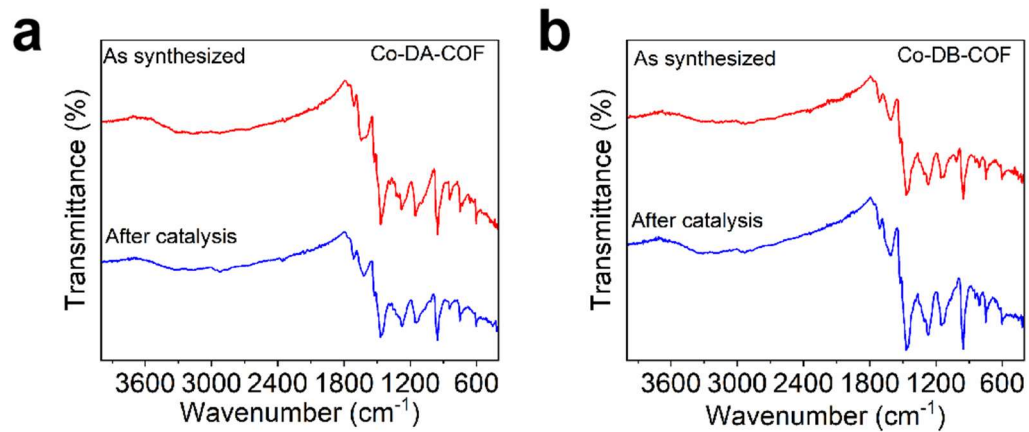 a
As synthesized
Co-DA-COF
After catalysis
Transmittance (%)
3600 3000 2400 1800 1200 600
Wavenumber (cm⁻¹)
b
As synthesized
Co-DB-COF
After catalysis
Transmittance (%)
3600 3000 2400 1800 1200 600
Wavenumber (cm⁻¹)